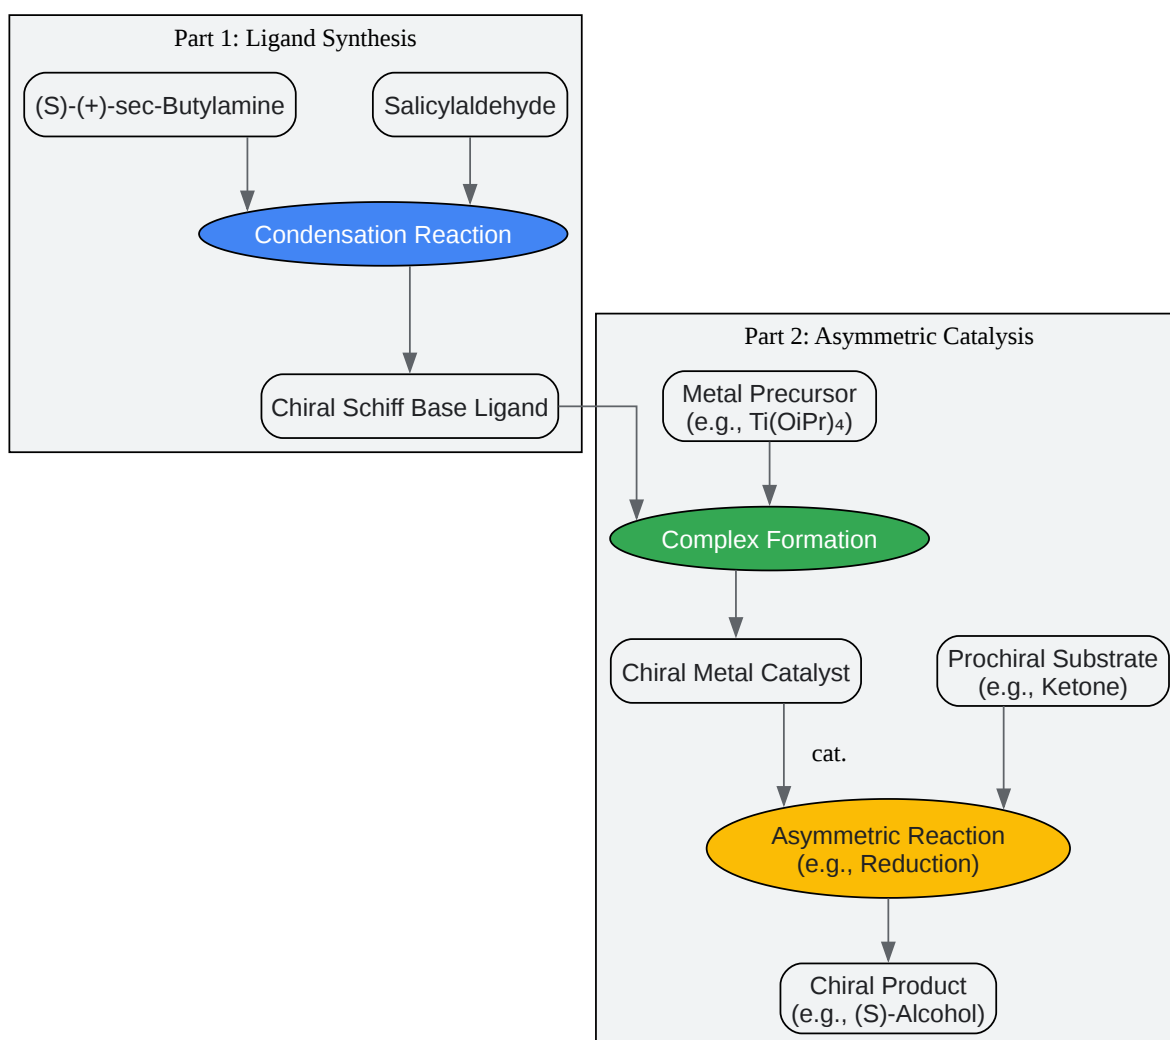 Part 1: Ligand Synthesis
(S)-(+)-sec-Butylamine
Salicylaldehyde
Condensation Reaction
Chiral Schiff Base Ligand
Part 2: Asymmetric Catalysis
Metal Precursor
(e.g., Ti(OiPr)₄)
Complex Formation
Chiral Metal Catalyst
Prochiral Substrate
(e.g., Ketone)
cat.
Asymmetric Reaction
(e.g., Reduction)
Chiral Product
(e.g., (S)-Alcohol)